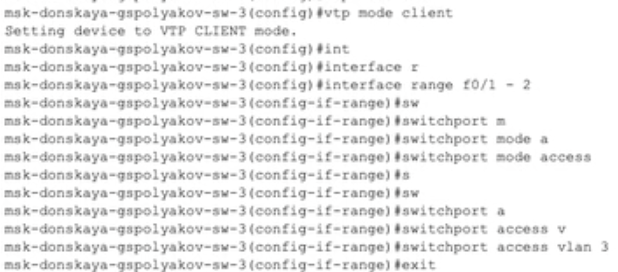 msk-donskaya-gspolyakov-sw-3(config)#vtp mode client
Setting device to VTP CLIENT mode.
msk-donskaya-gspolyakov-sw-3(config)#int
msk-donskaya-gspolyakov-sw-3(config)#interface r
msk-donskaya-gspolyakov-sw-3(config)#interface range f0/1 - 2
msk-donskaya-gspolyakov-sw-3(config-if-range)#sw
msk-donskaya-gspolyakov-sw-3(config-if-range)#switchport m
msk-donskaya-gspolyakov-sw-3(config-if-range)#switchport mode a
msk-donskaya-gspolyakov-sw-3(config-if-range)#switchport mode access
msk-donskaya-gspolyakov-sw-3(config-if-range)#s
msk-donskaya-gspolyakov-sw-3(config-if-range)#sw
msk-donskaya-gspolyakov-sw-3(config-if-range)#switchport a
msk-donskaya-gspolyakov-sw-3(config-if-range)#switchport access v
msk-donskaya-gspolyakov-sw-3(config-if-range)#switchport access vlan 3
msk-donskaya-gspolyakov-sw-3(config-if-range)#exit